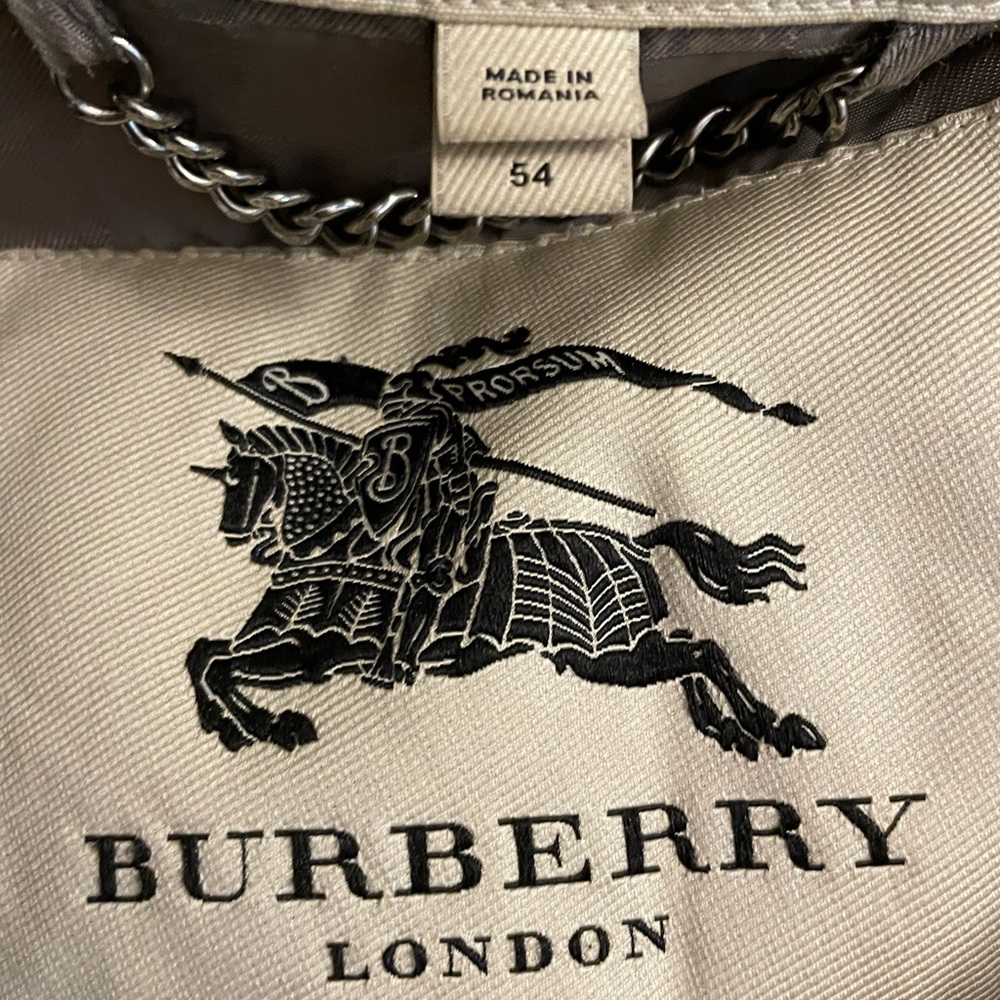 MADE IN
ROMANIA
54
B PRORSUM
B
BURBERRY
LONDON